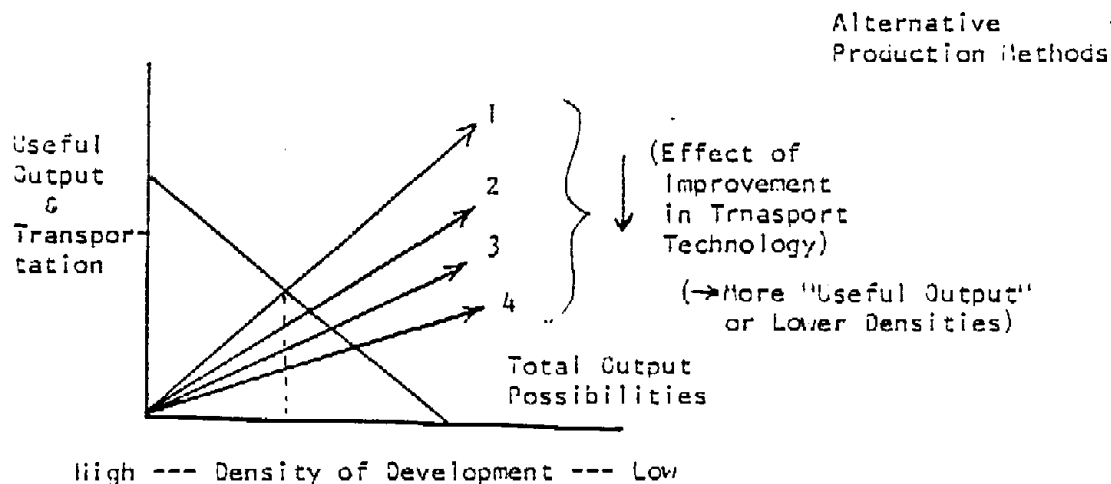 Alternative
Production Methods
Useful
Output
&
Transpor-
tation
1
2
3
4
(Effect of
Improvement
in Trnasport
Technology)
(→More "Useful Output"
or Lower Densities)
Total Output
Possibilities
High --- Density of Development --- Low